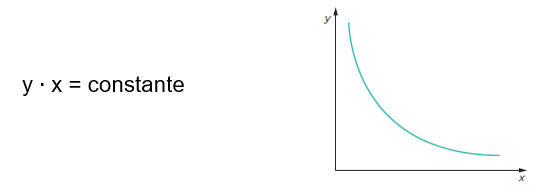 y
y · x = constante
x